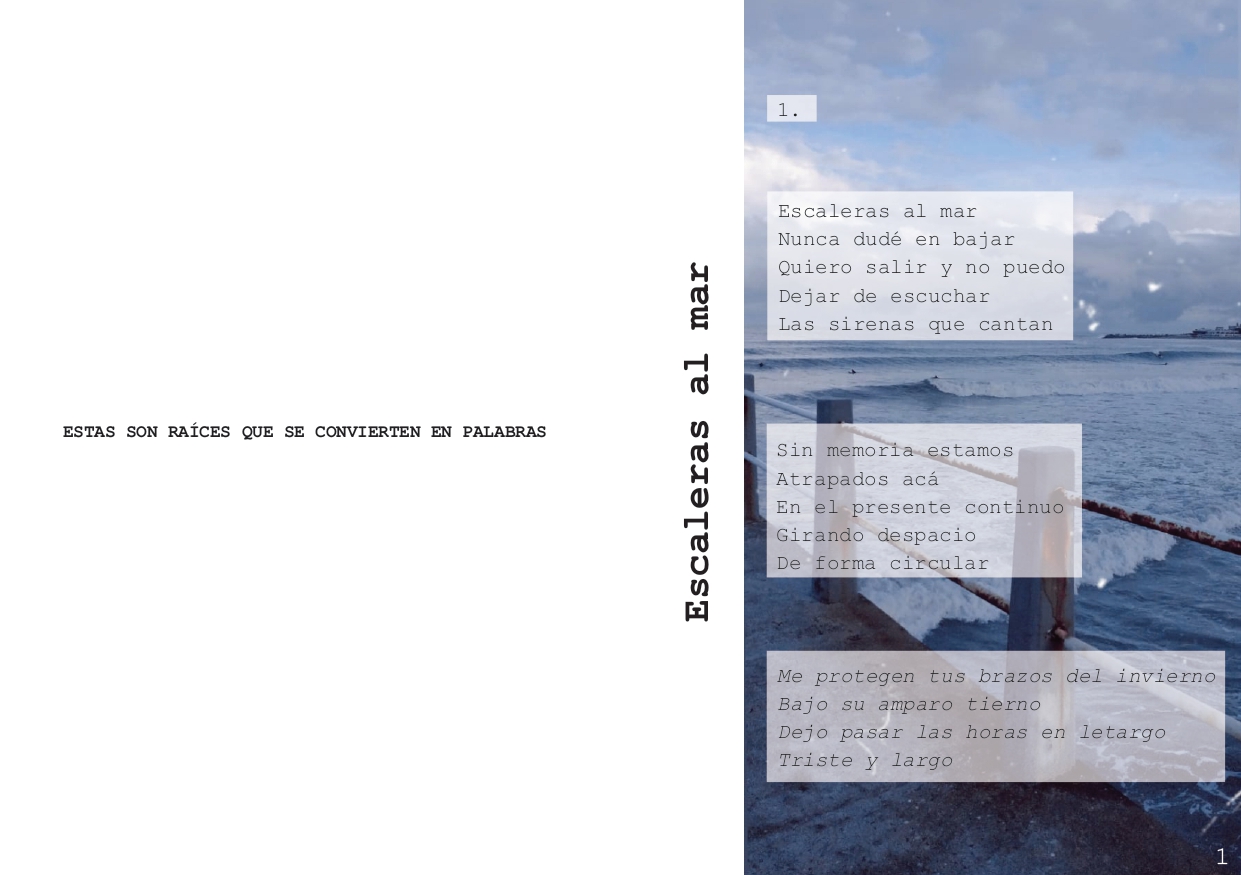 ESTAS SON RAÍCES QUE SE CONVIERTEN EN PALABRAS
Escaleras al mar
1.
Escaleras al mar
Nunca dudé en bajar
Quiero salir y no puedo
Dejar de escuchar
Las sirenas que cantan
Sin memoria estamos
Atrapados acá
En el presente continuo
Girando despacio
De forma circular
Me protegen tus brazos del invierno
Bajo su amparo tierno
Dejo pasar las horas en letargo
Triste y largo
1